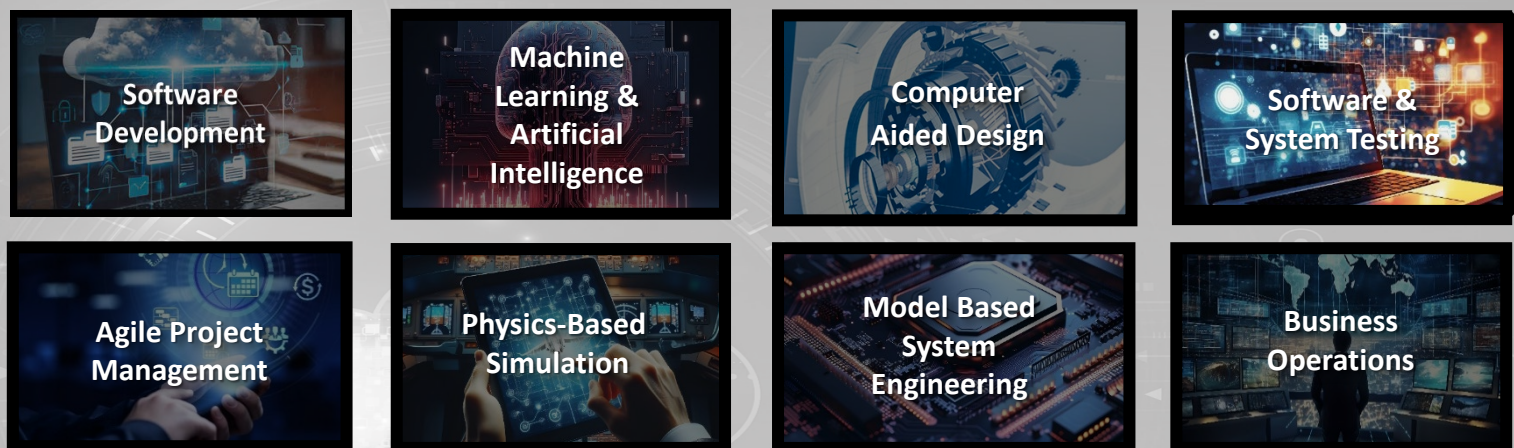 Software
Development
Machine
Learning &
Artificial
Intelligence
Computer
Aided Design
Software &
System Testing
Agile Project
Management
Physics-Based
Simulation
Model Based
System
Engineering
Business
Operations